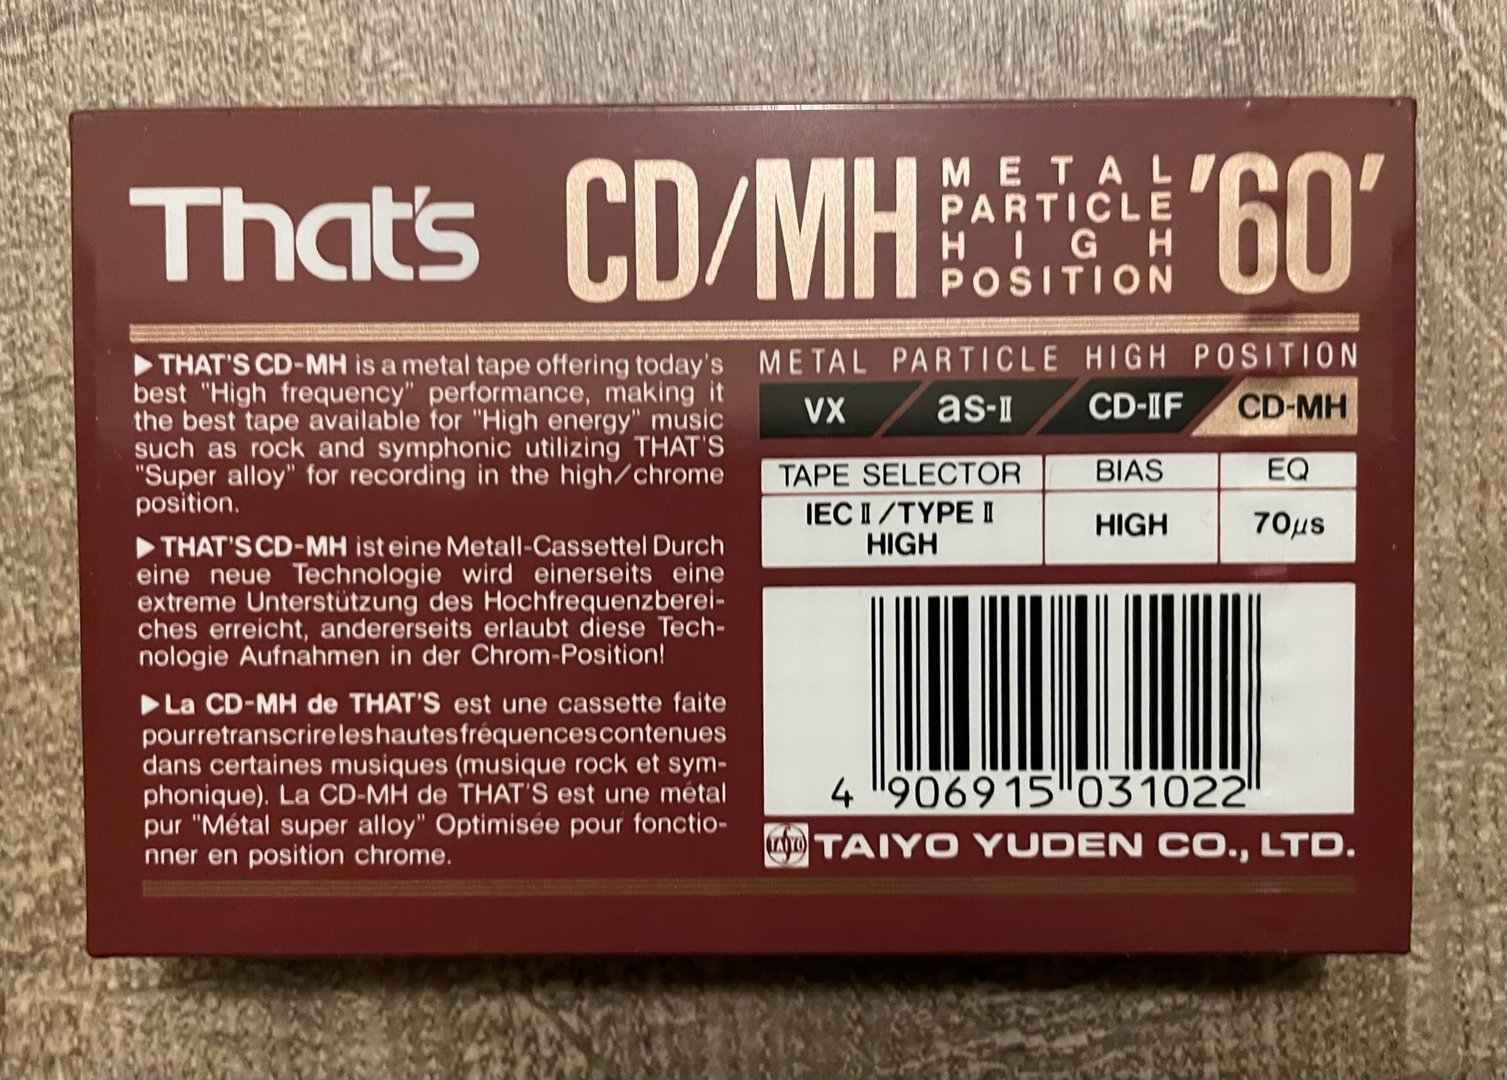 That's
CD/MH
METAL
PARTICLE
HIGH
POSITION
'60'
▶THAT'S CD-MH is a metal tape offering today's
best "High frequency" performance, making it
the best tape available for "High energy" music
such as rock and symphonic utilizing THAT'S
"Super alloy" for recording in the high/chrome
position.
▶THAT'S CD-MH ist eine Metall-Cassettel Durch
eine neue Technologie wird einerseits eine
extreme Unterstützung des Hochfrequenzberei-
ches erreicht, andererseits erlaubt diese Tech-
nologie Aufnahmen in der Chrom-Position!
▶La CD-MH de THAT'S est une cassette faite
pour retranscrire les hautes fréquences contenues
dans certaines musiques (musique rock et sym-
phonique). La CD-MH de THAT'S est une métal
pur "Métal super alloy" Optimisée pour fonctio-
nner en position chrome.
METAL PARTICLE HIGH POSITION
VX as-II CD-IIF CD-MH
TAPE SELECTOR BIAS EQ
IEC II/TYPE II
HIGH
HIGH
70μs
4 906915 031022
TAIYO
TAIYO YUDEN CO., LTD.